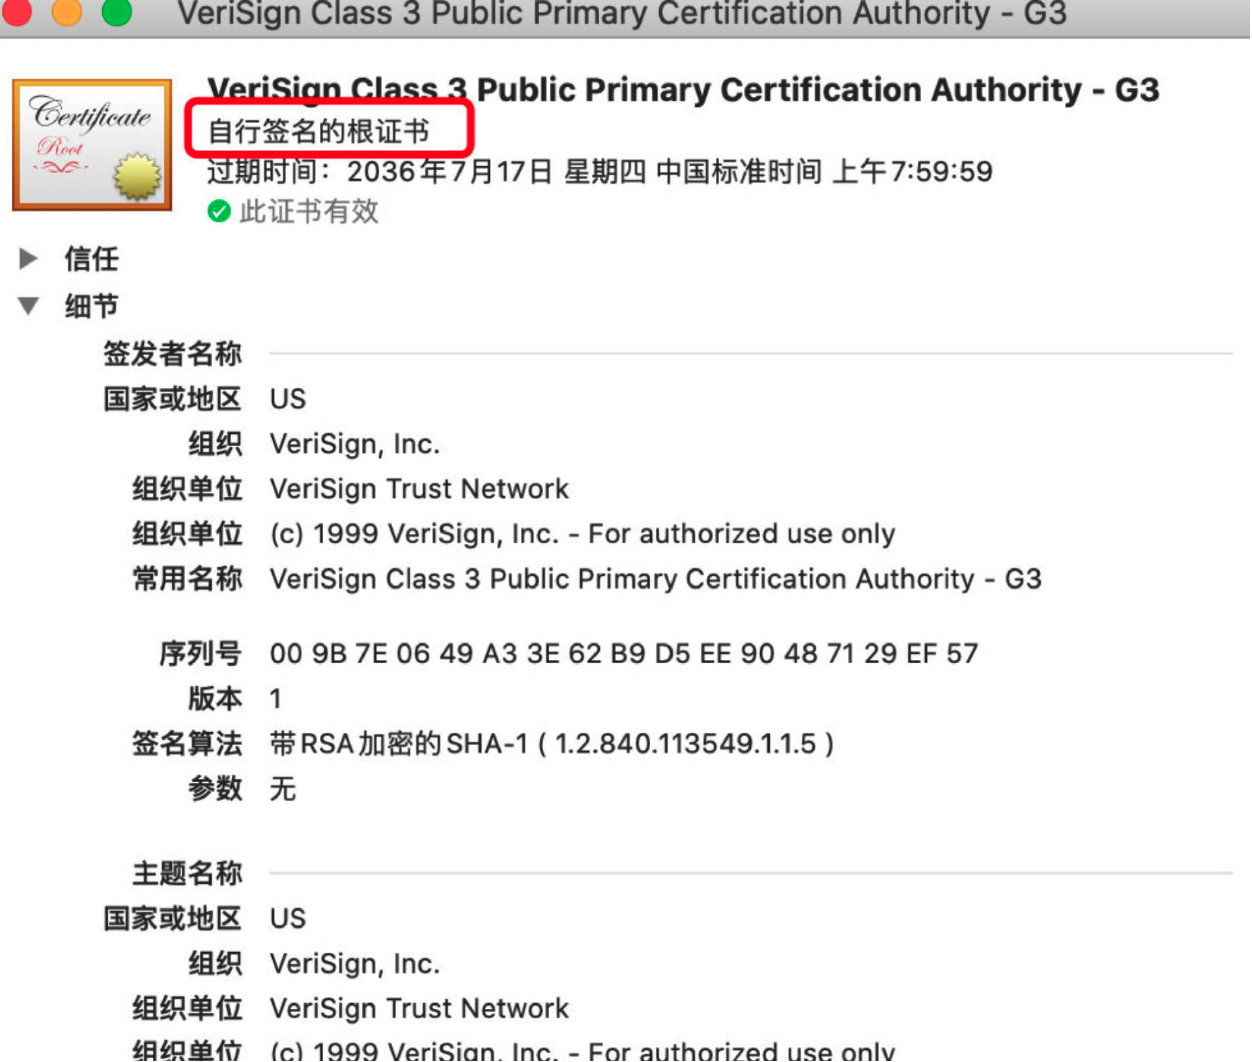 VeriSign Class 3 Public Primary Certification Authority - G3
Certificate
Root
VeriSign Class 3 Public Primary Certification Authority - G3
自行签名的根证书
过期时间：2036年7月17日 星期四 中国标准时间 上午7:59:59
此证书有效
信任
细节
签发者名称
国家或地区 US
组织 VeriSign, Inc.
组织单位 VeriSign Trust Network
组织单位 (c) 1999 VeriSign, Inc. - For authorized use only
常用名称 VeriSign Class 3 Public Primary Certification Authority - G3
序列号 00 9B 7E 06 49 A3 3E 62 B9 D5 EE 90 48 71 29 EF 57
版本 1
签名算法 带RSA加密的SHA-1 ( 1.2.840.113549.1.1.5 )
参数 无
主题名称
国家或地区 US
组织 VeriSign, Inc.
组织单位 VeriSign Trust Network
组织单位 (c) 1999 VeriSign, Inc. - For authorized use only